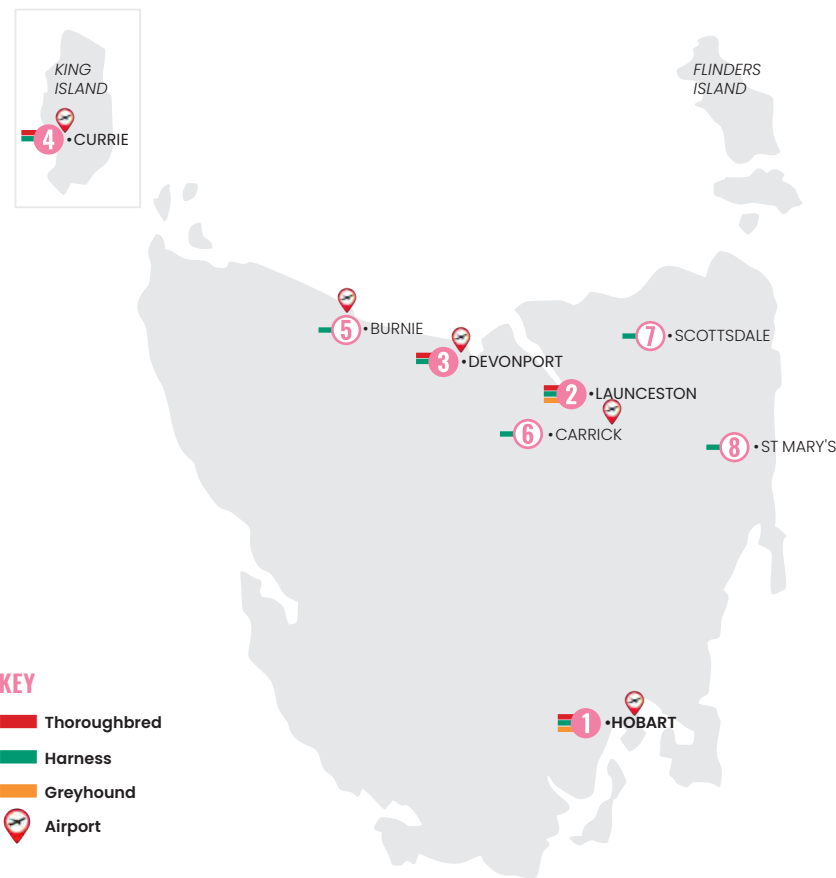 KING
ISLAND
FLINDERS
ISLAND
4 •CURRIE
5 •BURNIE
7 •SCOTTSDALE
3 •DEVONPORT
2 •LAUNCESTON
6 •CARRICK
8 •ST MARY'S
1 •HOBART
KEY
Thoroughbred
Harness
Greyhound
Airport